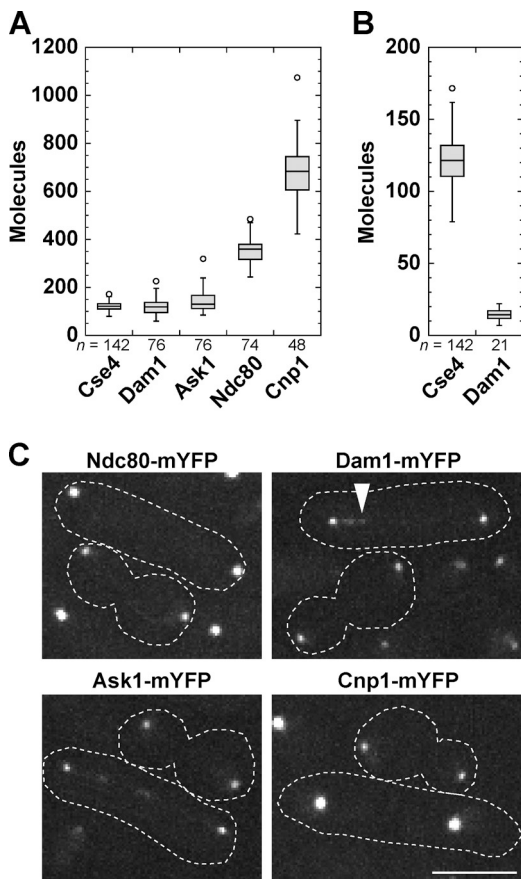 A
B
Molecules
1200
1000
800
600
400
200
0
n = 142
76
76
74
48
Cse4
Dam1
Ask1
Ndc80
Cnp1
Molecules
200
150
100
50
0
n = 142
21
Cse4
Dam1
C
Ndc80-mYFP
Dam1-mYFP
Ask1-mYFP
Cnp1-mYFP